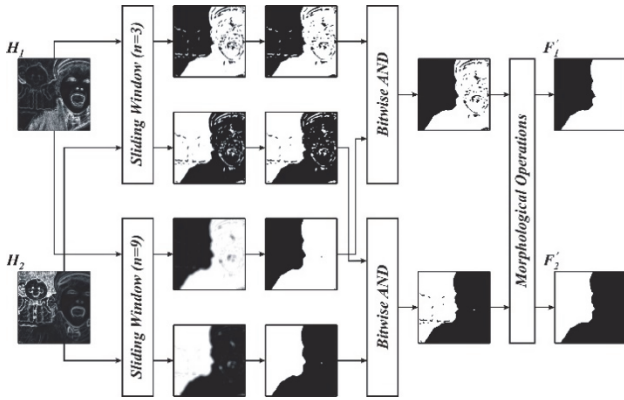 H1
Sliding Window (n=3)
Bitwise AND
F1′
H2
Sliding Window (n=9)
Bitwise AND
Morphological Operations
F2′